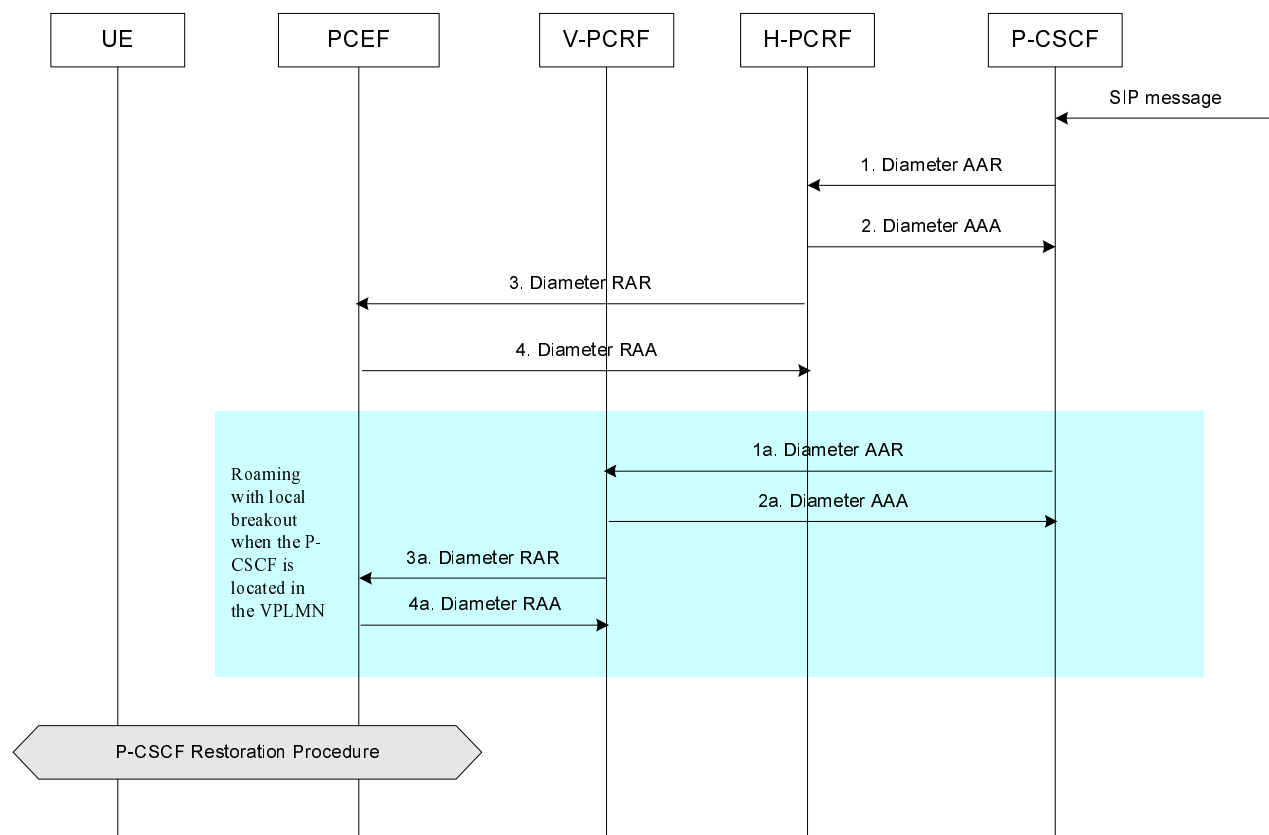 UE
PCEF
V-PCRF
H-PCRF
P-CSCF
SIP message
1. Diameter AAR
2. Diameter AAA
3. Diameter RAR
4. Diameter RAA
1a. Diameter AAR
2a. Diameter AAA
3a. Diameter RAR
4a. Diameter RAA
Roaming
with local
breakout
when the P-
CSCF is
located in
the VPLMN
P-CSCF Restoration Procedure